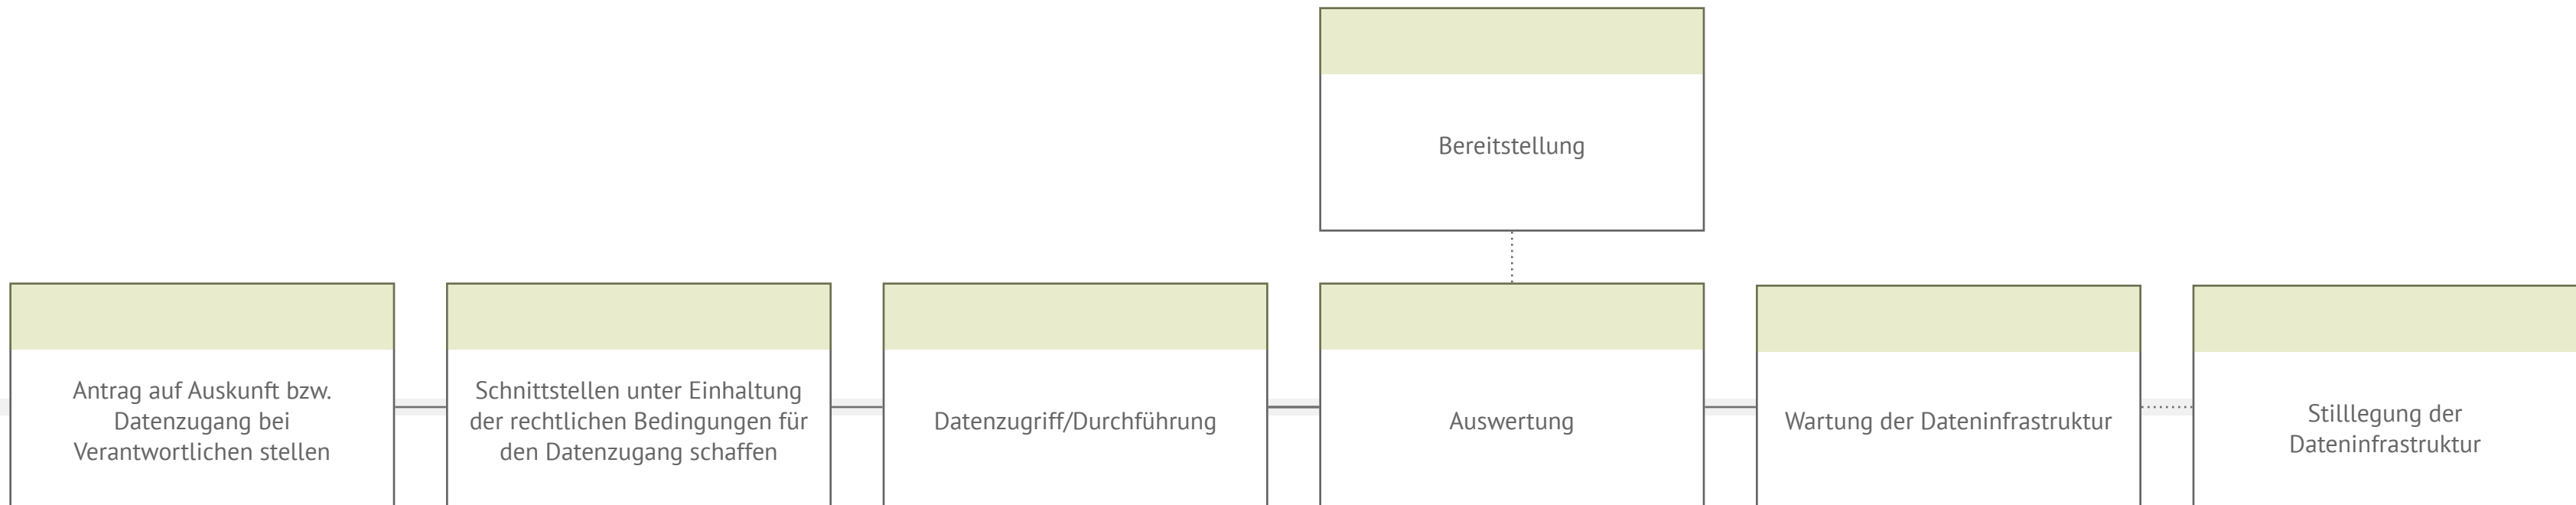 Bereitstellung
Antrag auf Auskunft bzw.
Datenzugang bei
Verantwortlichen stellen
Schnittstellen unter Einhaltung
der rechtlichen Bedingungen für
den Datenzugang schaffen
Datenzugriff/Durchführung
Auswertung
Wartung der Dateninfrastruktur
Stilllegung der
Dateninfrastruktur